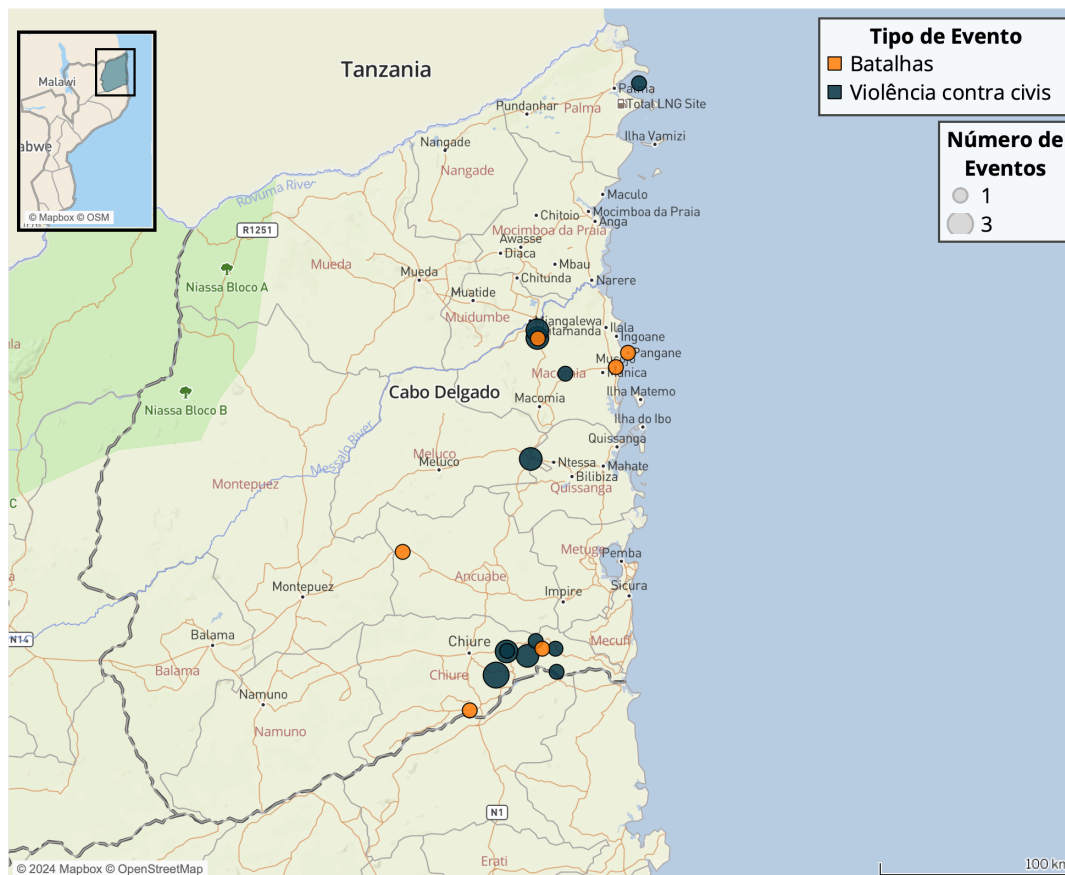 Malawi
abwe
© Mapbox © OSM
Tanzania
Tipo de Evento
Batalhas
Violência contra civis
Número de
Eventos
1
3
Palma
Total LNG Site
Pundanhar
Palma
Ilha Vamizi
Nangade
Nangade
Rovuma River
Maculo
Chitoio
Mocimboa da Praia
Anga
R1251
Mocimboa da Praia
Awasse
Diaca
Mueda
Mbau
Mueda
Chitunda
Narere
Niassa Bloco A
Muatide
Muidumbe
Miangalewa
Ilala
Ingoane
Pangane
Manica
Cabo Delgado
Ilha Matemo
Macomia
Niassa Bloco B
Ilha do Ibo
Messalo River
Quissanga
Meluco
Meluco
Ntessa
Mahate
Bilibiza
Montepuez
Quissanga
C
Metuge
Pemba
Ancuabe
Montepuez
Impire
Sicura
N14
Balama
Chiure
Mecufi
Balama
Chiure
Namuno
Namuno
N1
Erati
© 2024 Mapbox © OpenStreetMap
100 km